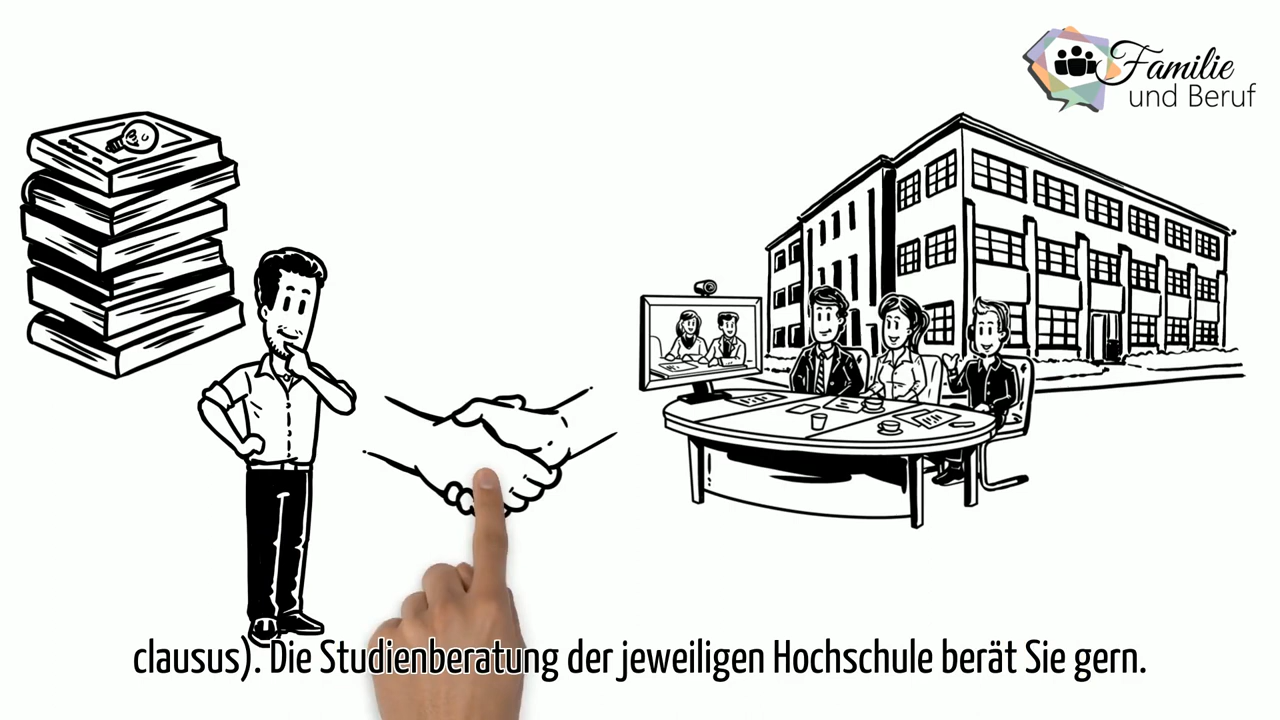 Familie
und Beruf
clausus). Die Studienberatung der jeweiligen Hochschule berät Sie gern.